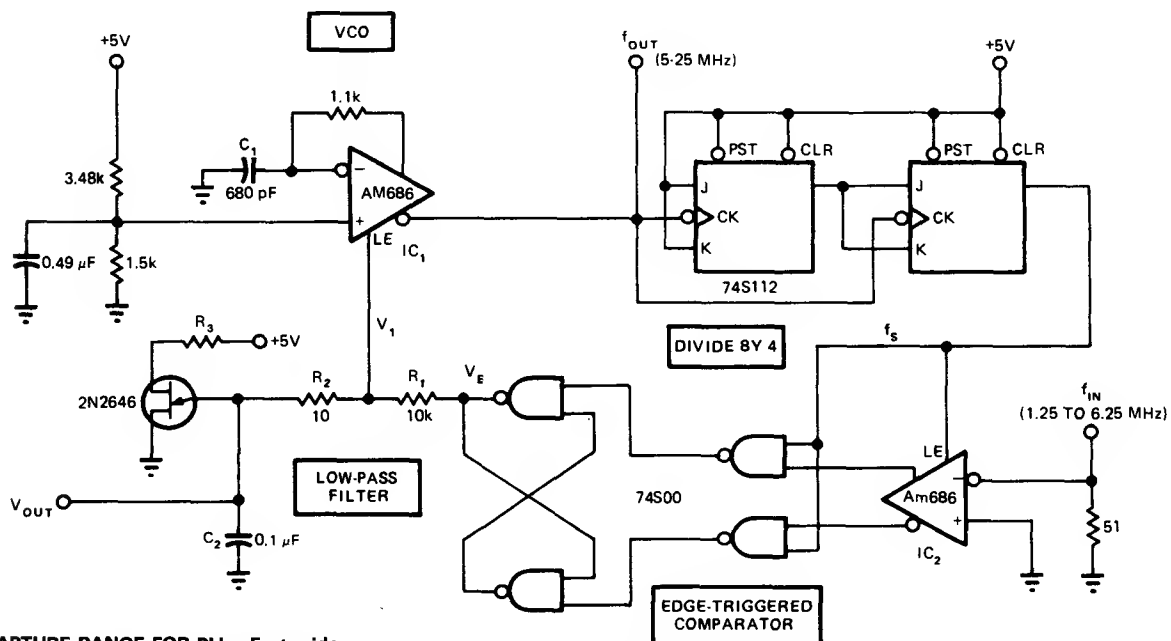 VCO
+5V
fOUT
(5-25 MHz)
+5V
1.1k
C1
680 pF
3.48k
AM686
−
+
LE
IC1
0.49 µF
1.5k
PST
CLR
J
CK
K
PST
CLR
J
CK
K
74S112
DIVIDE 8Y 4
R3
+5V
V1
2N2646
R2
10
R1
10k
VE
fS
fIN
(1.25 TO 6.25 MHz)
LOW-PASS
FILTER
VOUT
C2
0.1 µF
74S00
LE
Am686
−
+
IC2
51
EDGE-TRIGGERED
COMPARATOR